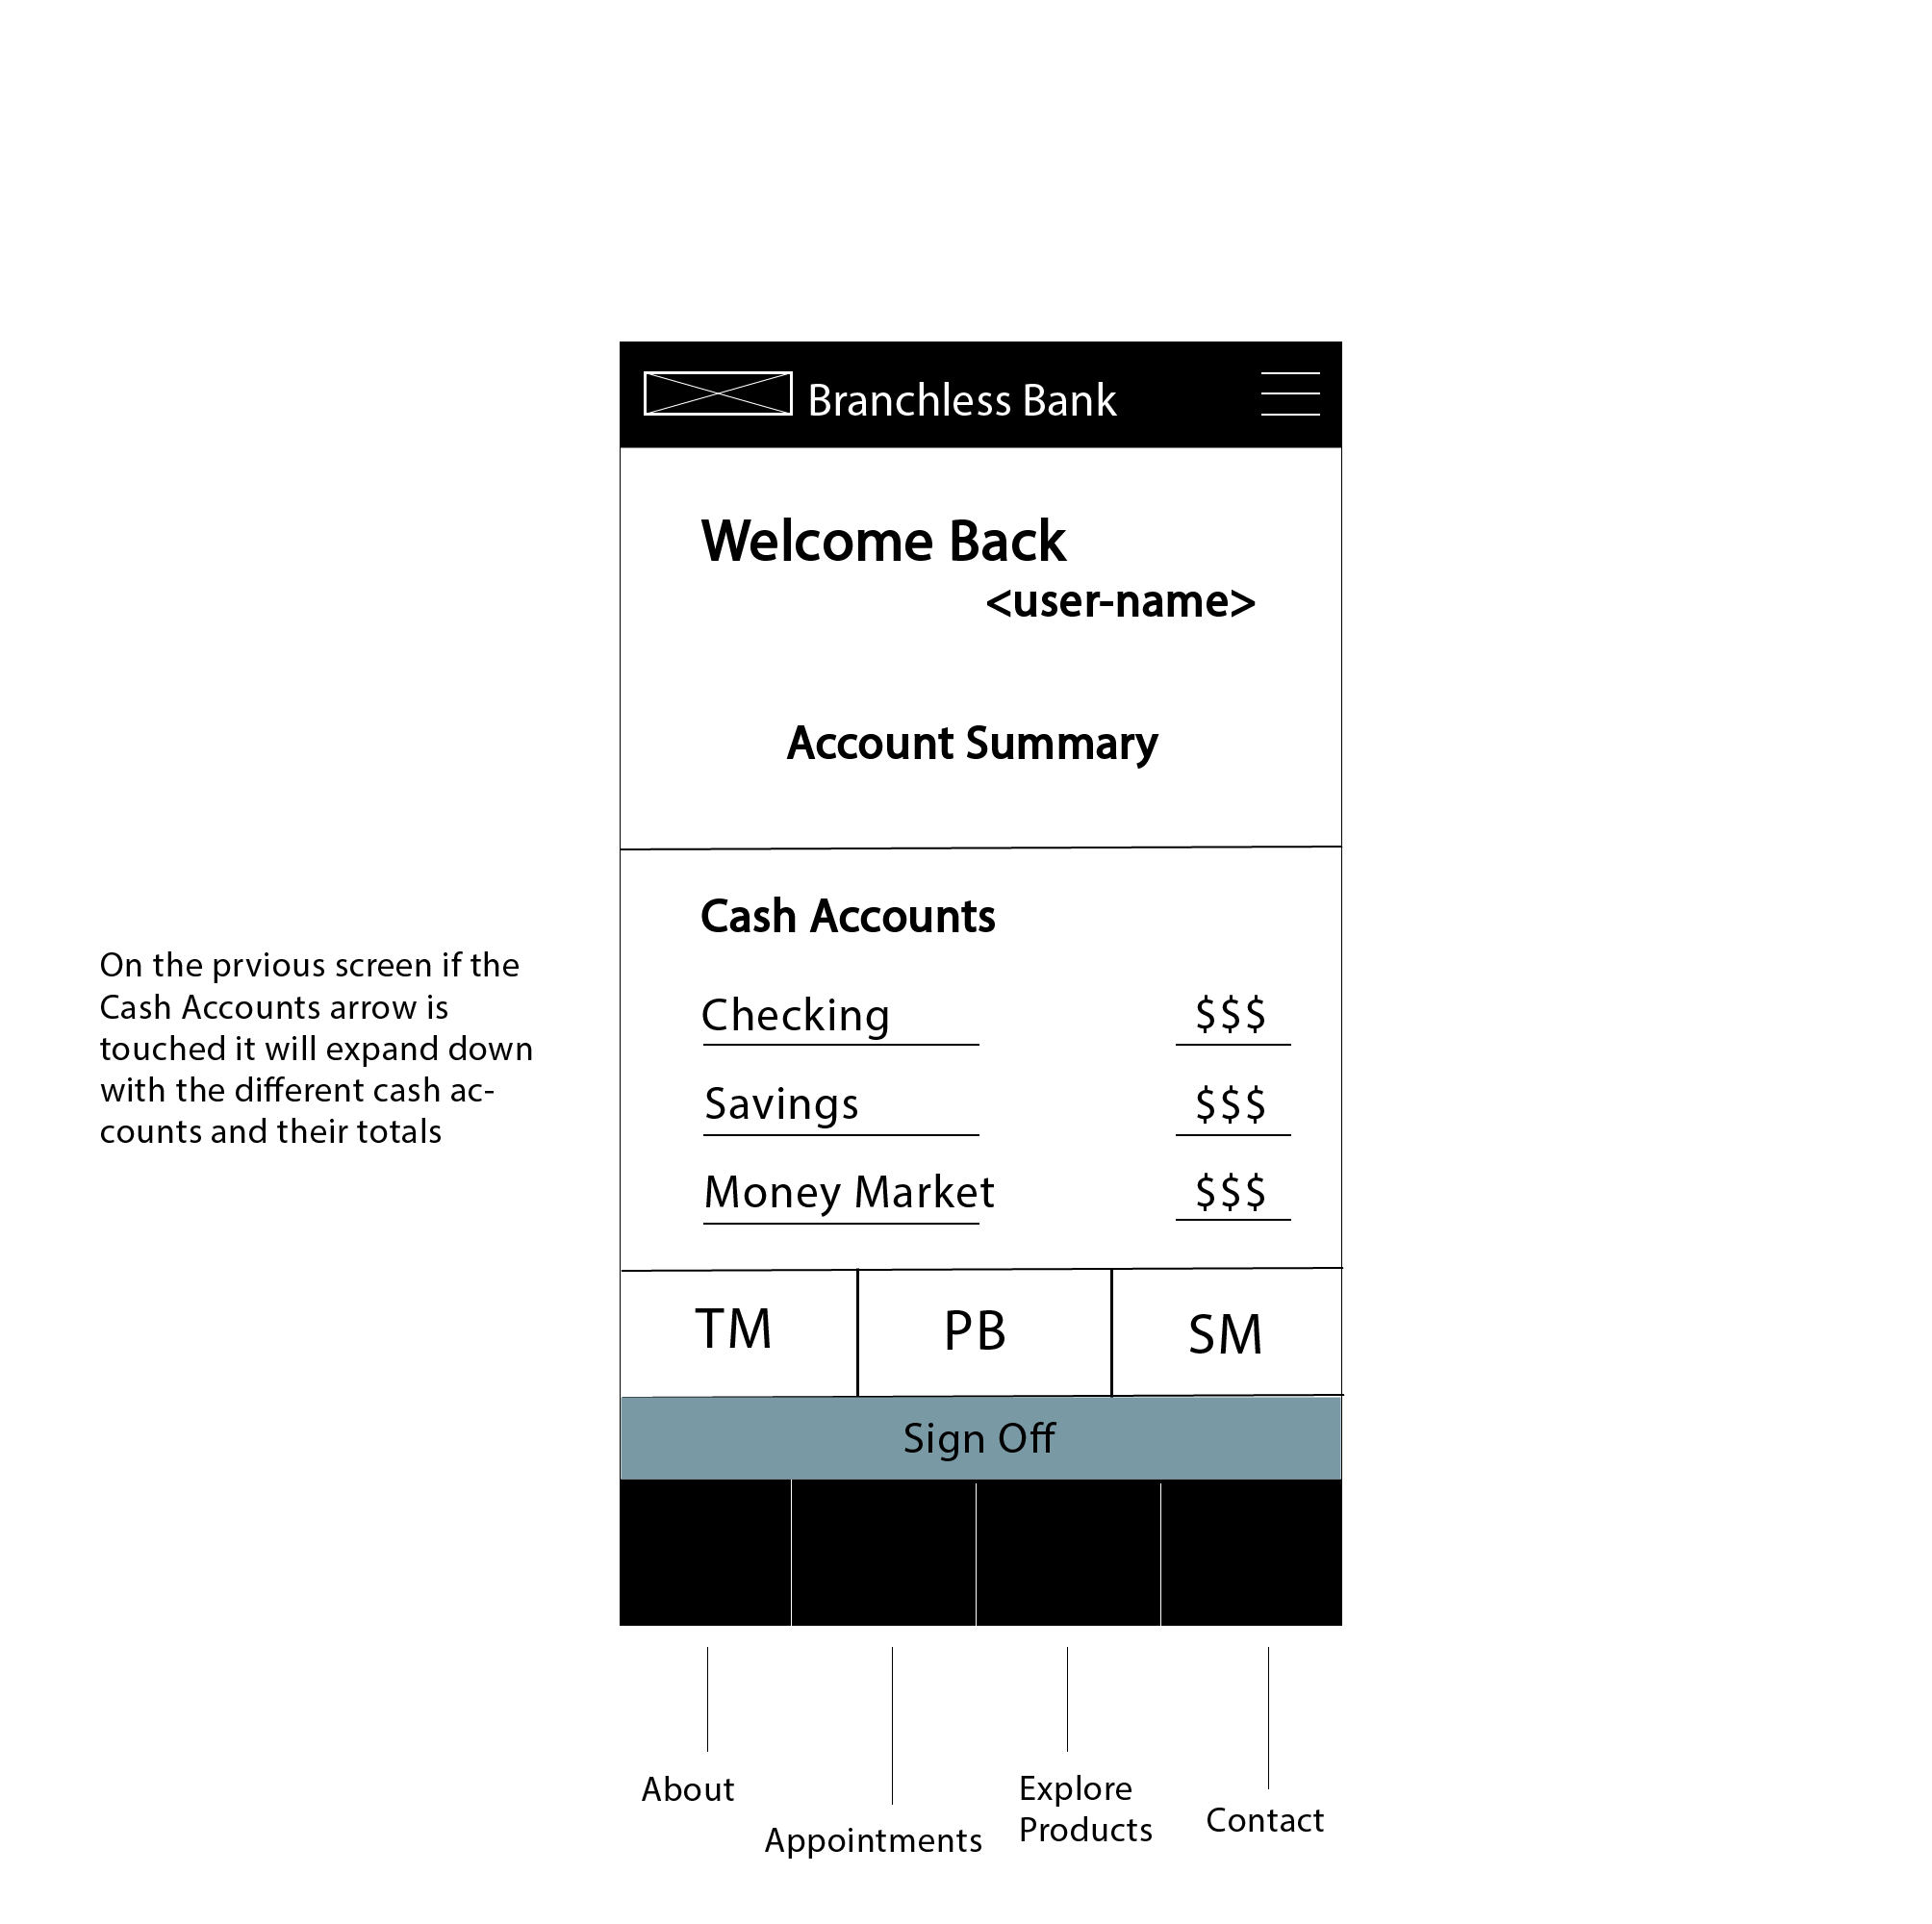 Branchless Bank
Welcome Back
<user-name>
Account Summary
Cash Accounts
On the prvious screen if the
Cash Accounts arrow is
touched it will expand down
with the different cash ac-
counts and their totals
Checking $$$
Savings $$$
Money Market $$$
TM PB SM
Sign Off
About
Appointments
Explore
Products
Contact